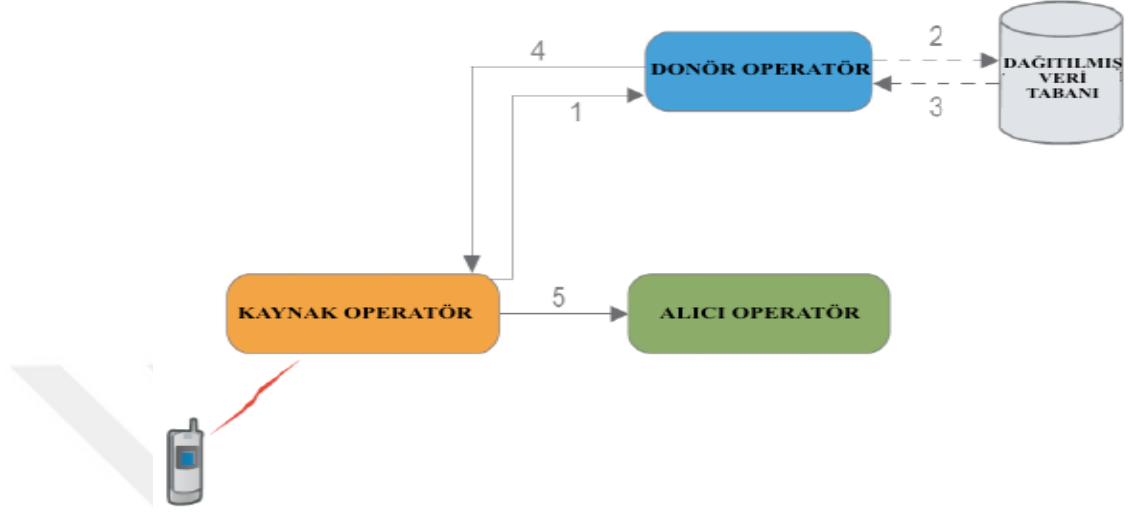 4
DONÖR OPERATÖR
2
DAĞITILMIŞ
VERİ
TABANI
1
3
KAYNAK OPERATÖR
5
ALICI OPERATÖR